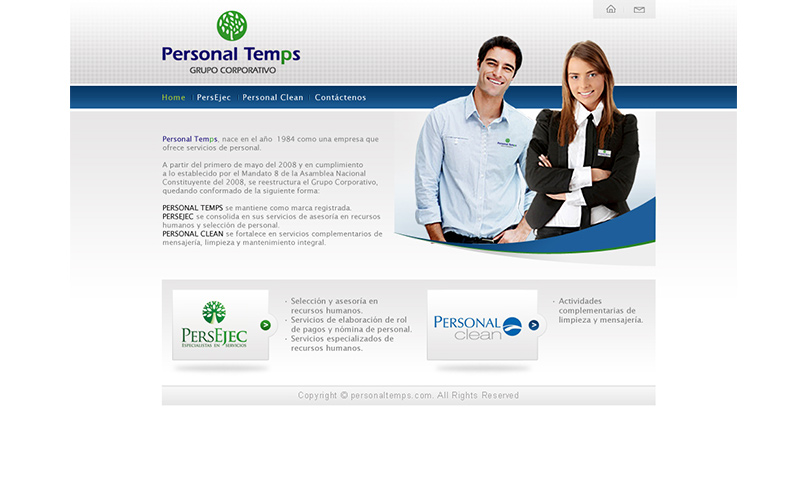 Personal Temps
GRUPO CORPORATIVO
Home
PersEjec
Personal Clean
Contáctenos
Personal Temps, nace en el año 1984 como una empresa que
ofrece servicios de personal.
A partir del primero de mayo del 2008 y en cumplimiento
a lo establecido por el Mandato 8 de la Asamblea Nacional
Constituyente del 2008, se reestructura el Grupo Corporativo,
quedando conformado de la siguiente forma:
PERSONAL TEMPS se mantiene como marca registrada.
PERSEJEC se consolida en sus servicios de asesoría en recursos
humanos y selección de personal.
PERSONAL CLEAN se fortalece en servicios complementarios de
mensajería, limpieza y mantenimiento integral.
Personal Temps
PERSEJEC
ESPECIALISTAS EN SERVICIOS
· Selección y asesoría en
recursos humanos.
· Servicios de elaboración de rol
de pagos y nómina de personal.
· Servicios especializados de
recursos humanos.
PERSONAL
clean
· Actividades
complementarias de
limpieza y mensajería.
Copyright © personaltemps.com. All Rights Reserved